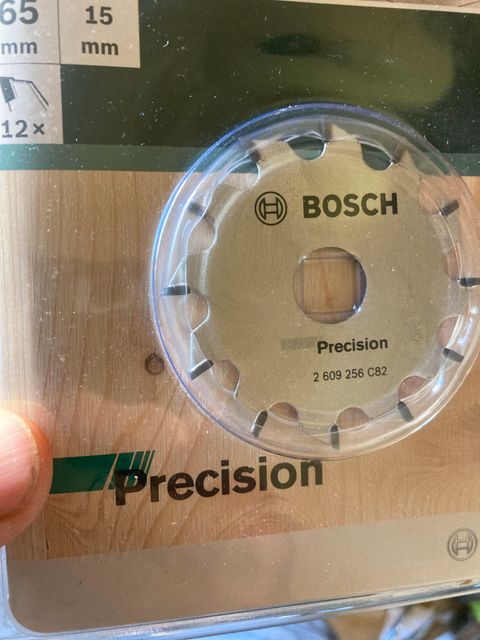 65
mm
15
mm
12×
BOSCH
Precision
2 609 256 C82
Precision